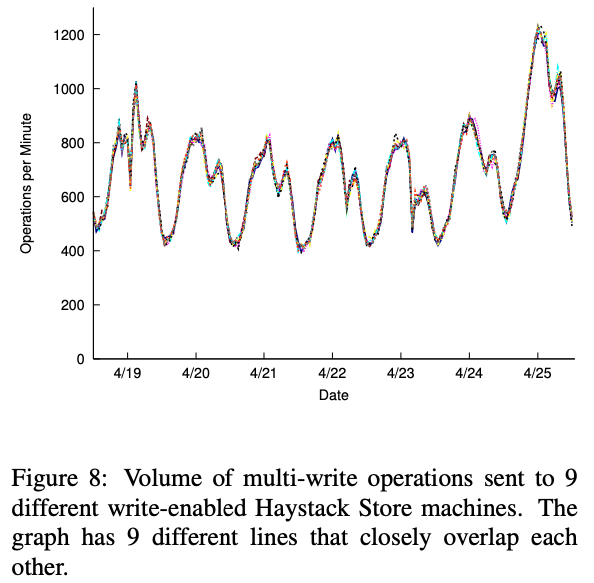 1200
1000
800
600
400
200
0
Operations per Minute
4/19 4/20 4/21 4/22 4/23 4/24 4/25
Date
Figure 8: Volume of multi-write operations sent to 9
different write-enabled Haystack Store machines. The
graph has 9 different lines that closely overlap each
other.